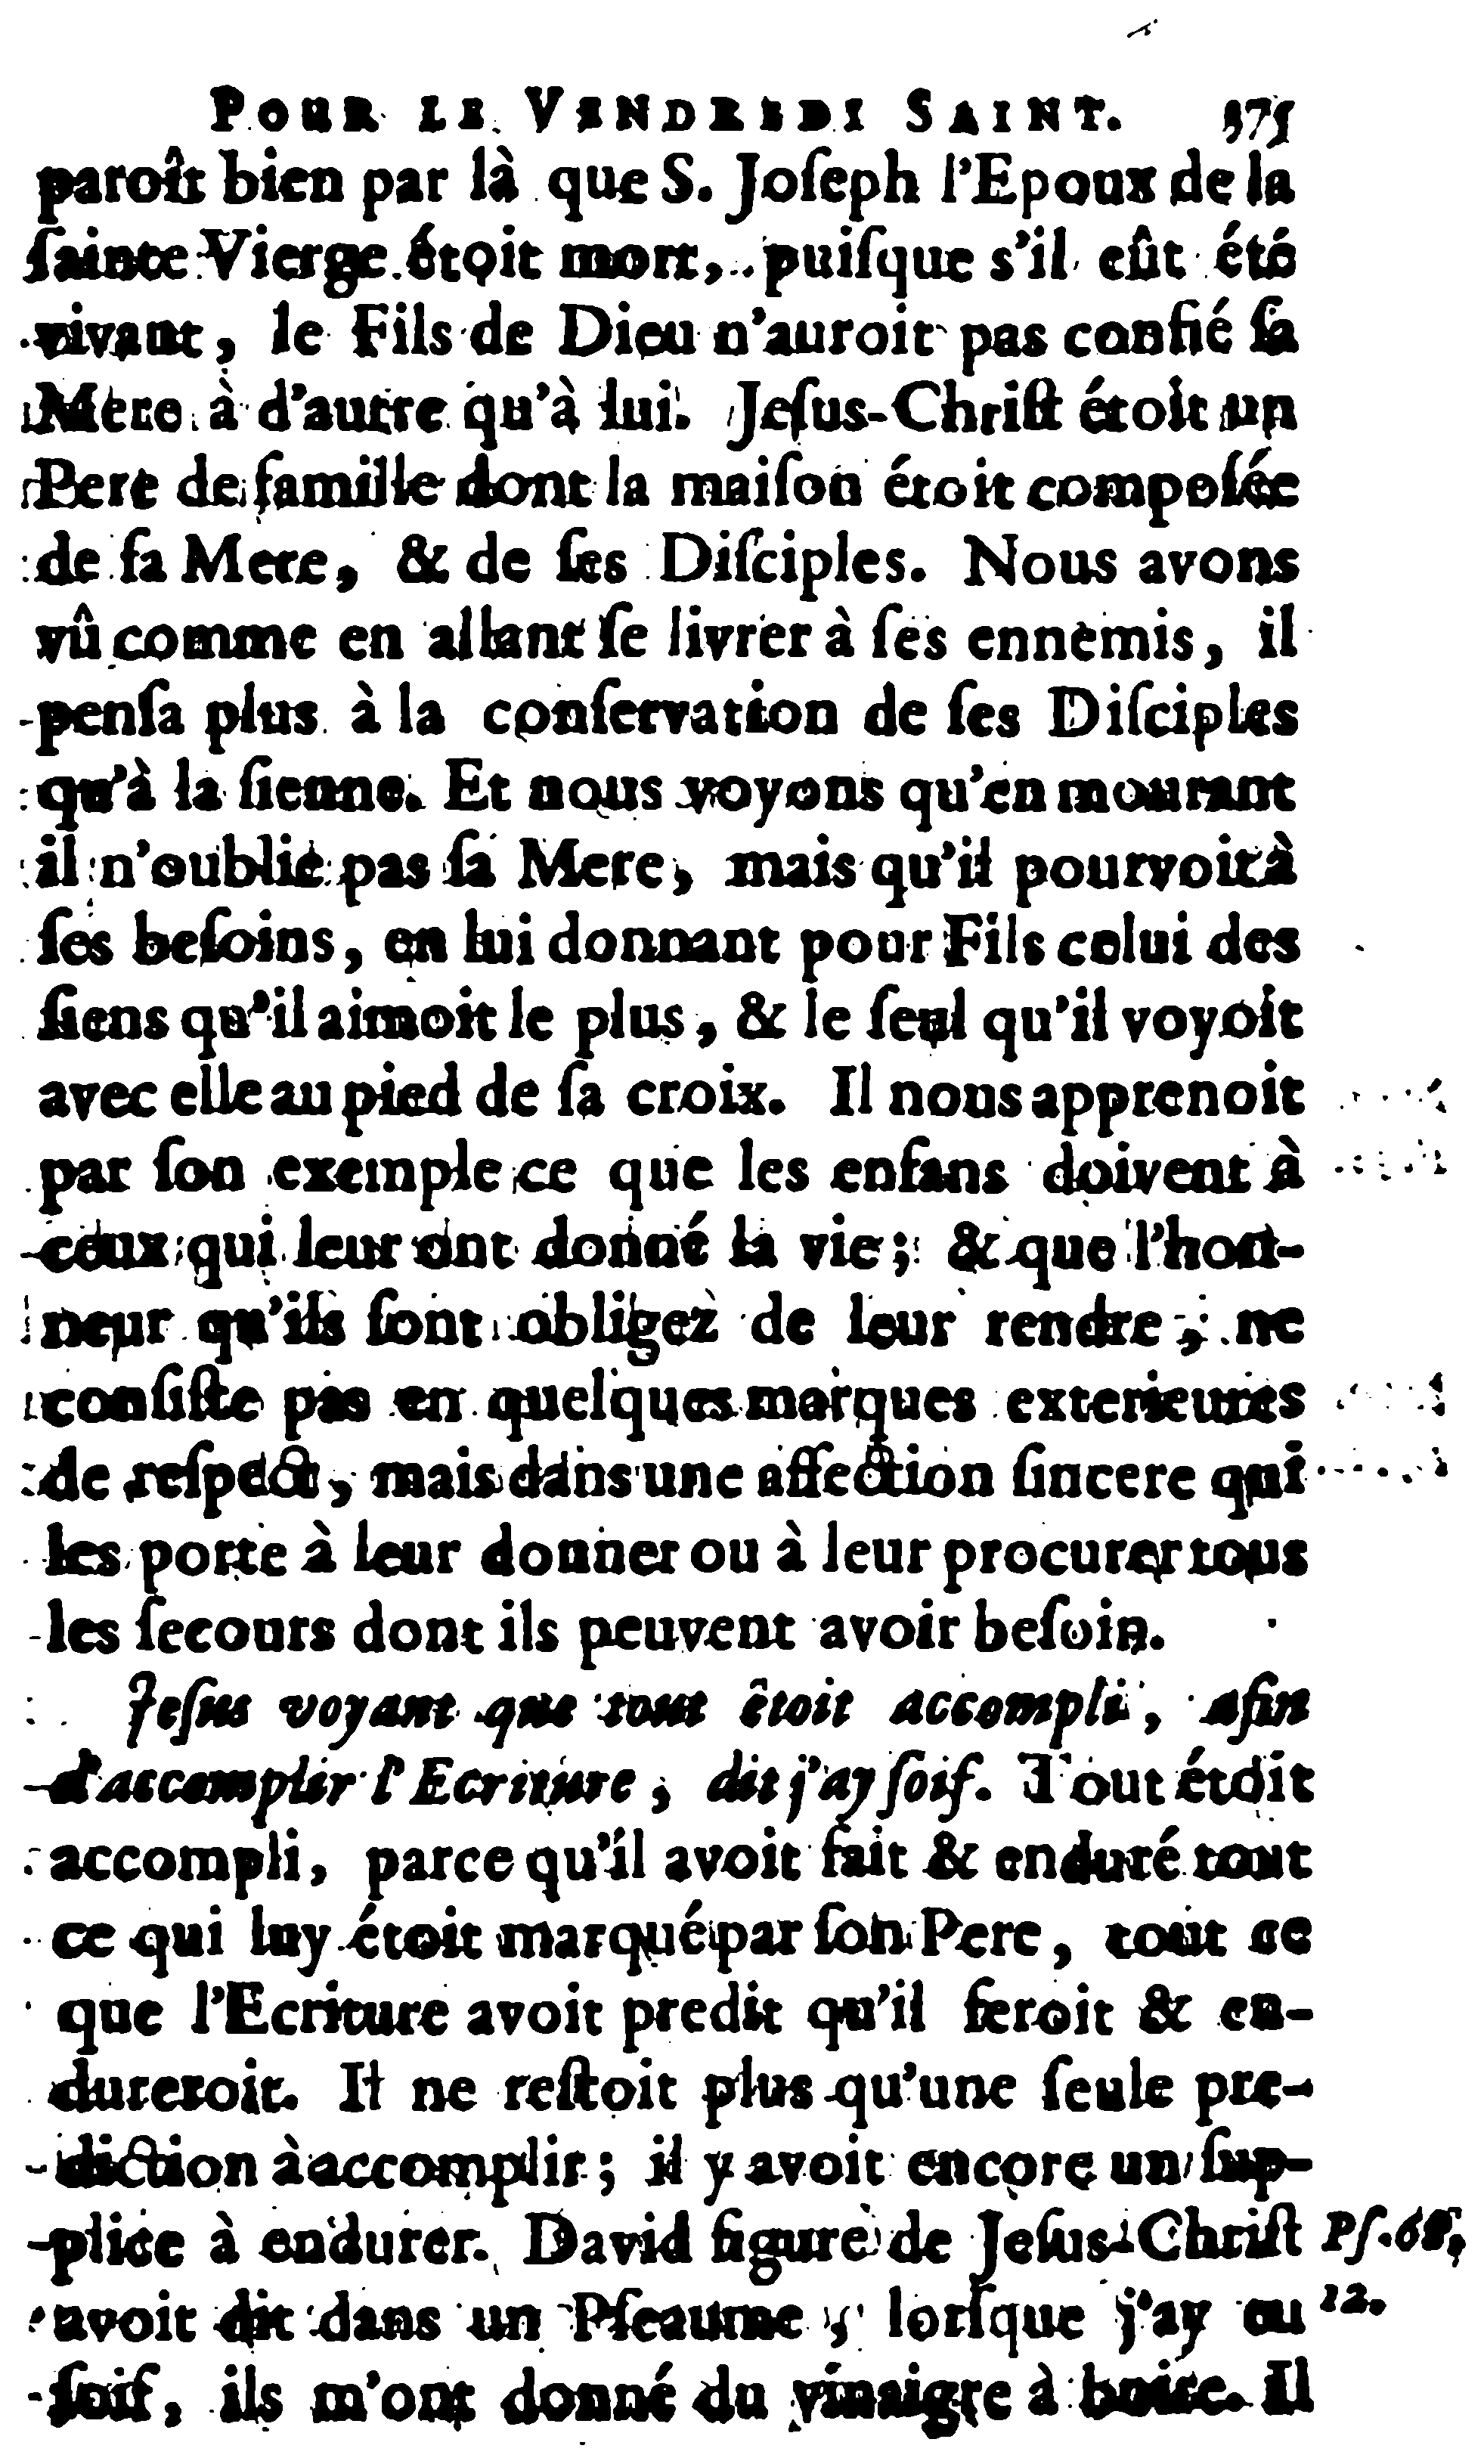 POUR LE VENDREDI SAINT. 575
paroît bien par là que S. Joſeph l'Epoux de la
ſainte Vierge étoit mort, puiſque s'il eût été
vivant, le Fils de Dieu n'auroit pas confié ſa
Mere à d'autre qu'à lui. Jeſus-Chriſt étoit un
Pere de famille dont la maiſon étoit compoſée
de ſa Mere, & de ſes Diſciples. Nous avons
vû comme en allant ſe livrer à ſes ennemis, il
penſa plus à la conſervation de ſes Diſciples
qu'à la ſienne. Et nous voyons qu'en mourant
il n'oublie pas ſa Mere, mais qu'il pourvoit à
ſes beſoins, en lui donnant pour Fils celui des
ſiens qu'il aimoit le plus, & le ſeul qu'il voyoit
avec elle au pied de ſa croix. Il nous apprenoit
par ſon exemple ce que les enfans doivent à
ceux qui leur ont donné la vie; & que l'hon-
neur qu'ils ſont obligez de leur rendre, ne
conſiſte pas en quelques marques exterieures
de reſpect, mais dans une affection ſincere qui
les porte à leur donner ou à leur procurer tous
les ſecours dont ils peuvent avoir beſoin.
Jeſus voyant que tout êtoit accompli, afin
d'accomplir l'Ecriture, dit j'ay ſoif. Tout étoit
accompli, parce qu'il avoit fait & enduré tout
ce qui luy étoit marqué par ſon Pere, tout ce
que l'Ecriture avoit predit qu'il feroit & en-
dureroit. Il ne reſtoit plus qu'une ſeule pre-
diction à accomplir; il y avoit encore un ſup-
plice à endurer. David figure de Jeſus-Chriſt Pſ. 68,
avoit dit dans un Pſeaume, lorſque j'ay eu 12.
ſoif, ils m'ont donné du vinaigre à boire. Il